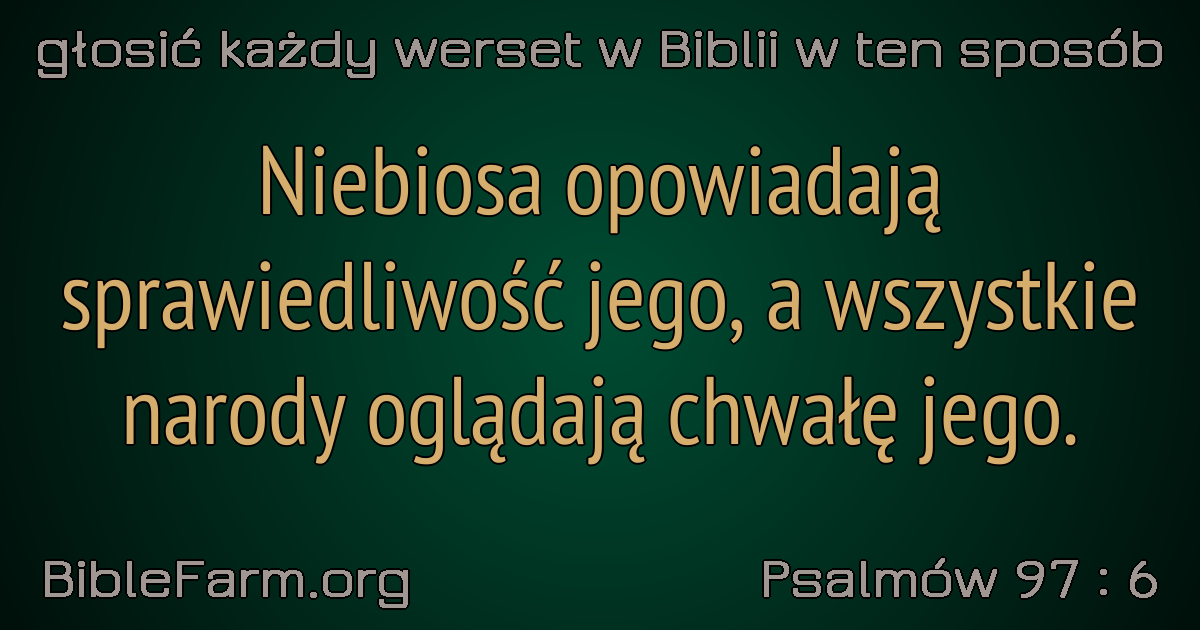 głosić każdy werset w Biblii w ten sposób
Niebiosa opowiadają
sprawiedliwość jego, a wszystkie
narody oglądają chwałę jego.
BibleFarm.org
Psalmów 97 : 6